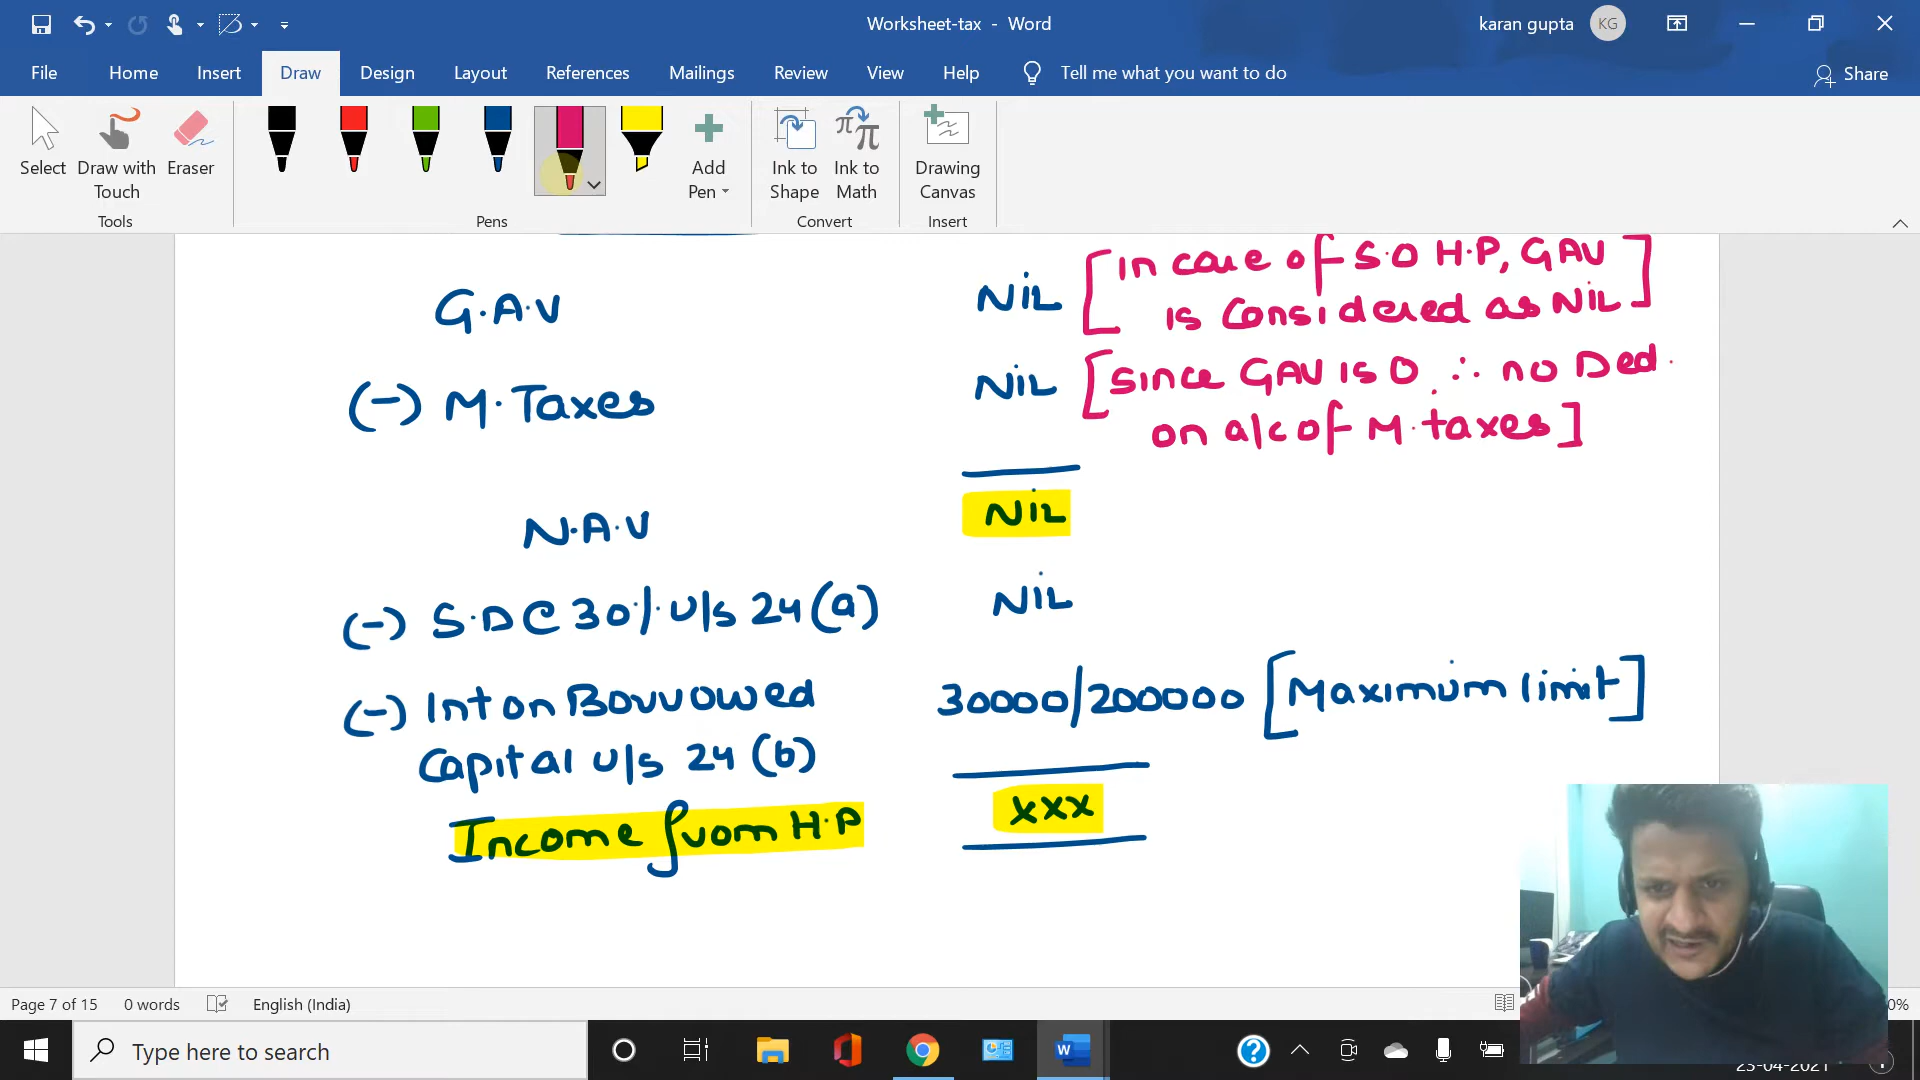 Worksheet-tax - Word
karan gupta
KG
File Home Insert Draw Design Layout References Mailings Review View Help Tell me what you want to do Share
Select
Draw with Touch
Eraser
Add Pen
Ink to Shape
Ink to Math
Drawing Canvas
Tools Pens Convert Insert
G.A.V NiL [In case of S.O H.P, GAV
is Considered as NiL]
(-) M.Taxes NiL [Since GAV is 0 ∴ no Ded.
on a/c of M.taxes]
N.A.V NiL
(-) S.D @ 30% U/s 24 (a) NiL
(-) Int on Borrowed 30000/200000 [Maximum limit]
Capital U/s 24 (b)
Income from H.P xxx
Page 7 of 15 0 words English (India) 0%
Type here to search
23-04-2021